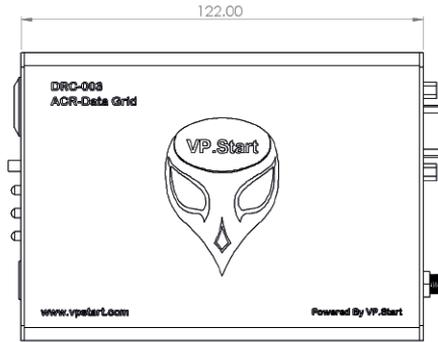 122.00
DRC-003
ACR-Data Grid
VP.Start
www.vpstart.com
Powered By VP.Start